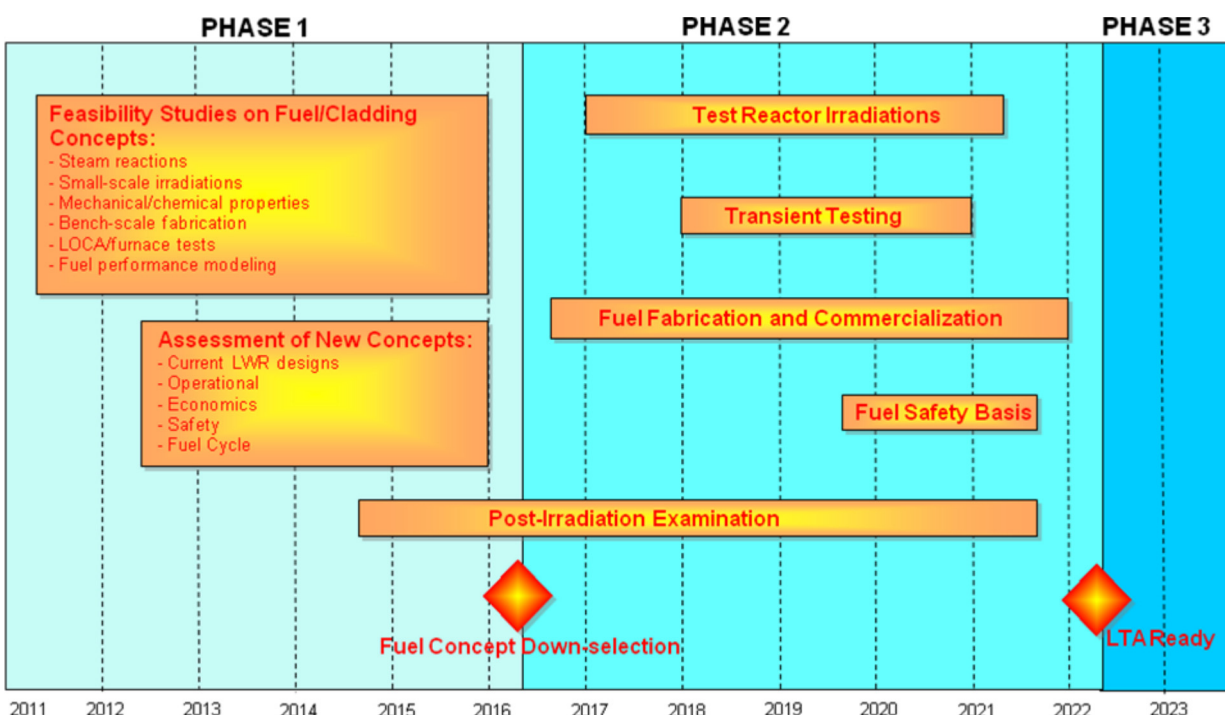 PHASE 1
PHASE 2
PHASE 3
Feasibility Studies on Fuel/Cladding
Concepts:
- Steam reactions
- Small-scale irradiations
- Mechanical/chemical properties
- Bench-scale fabrication
- LOCA/furnace tests
- Fuel performance modeling
Test Reactor Irradiations
Transient Testing
Fuel Fabrication and Commercialization
Assessment of New Concepts:
- Current LWR designs
- Operational
- Economics
- Safety
- Fuel Cycle
Fuel Safety Basis
Post-Irradiation Examination
Fuel Concept Down-selection
LTA Ready
2011 2012 2013 2014 2015 2016 2017 2018 2019 2020 2021 2022 2023